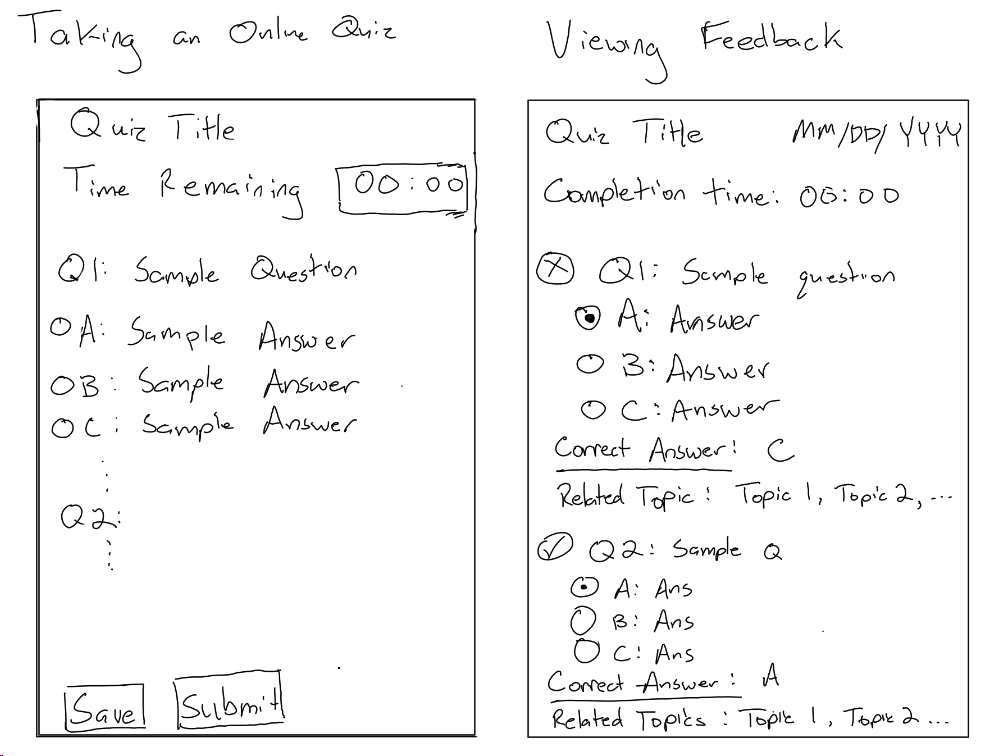 Taking an Online Quiz
Quiz Title
Time Remaining 00:00
Q1: Sample Question
A: Sample Answer
B: Sample Answer
C: Sample Answer
Q2:
Save Submit
Viewing Feedback
Quiz Title MM/DD/YYYY
Completion time: 00:00
Q1: Sample question
A: Answer
B: Answer
C: Answer
Correct Answer: C
Related Topic: Topic 1, Topic 2, ...
Q2: Sample Q
A: Ans
B: Ans
C: Ans
Correct Answer: A
Related Topics: Topic 1, Topic 2 ...